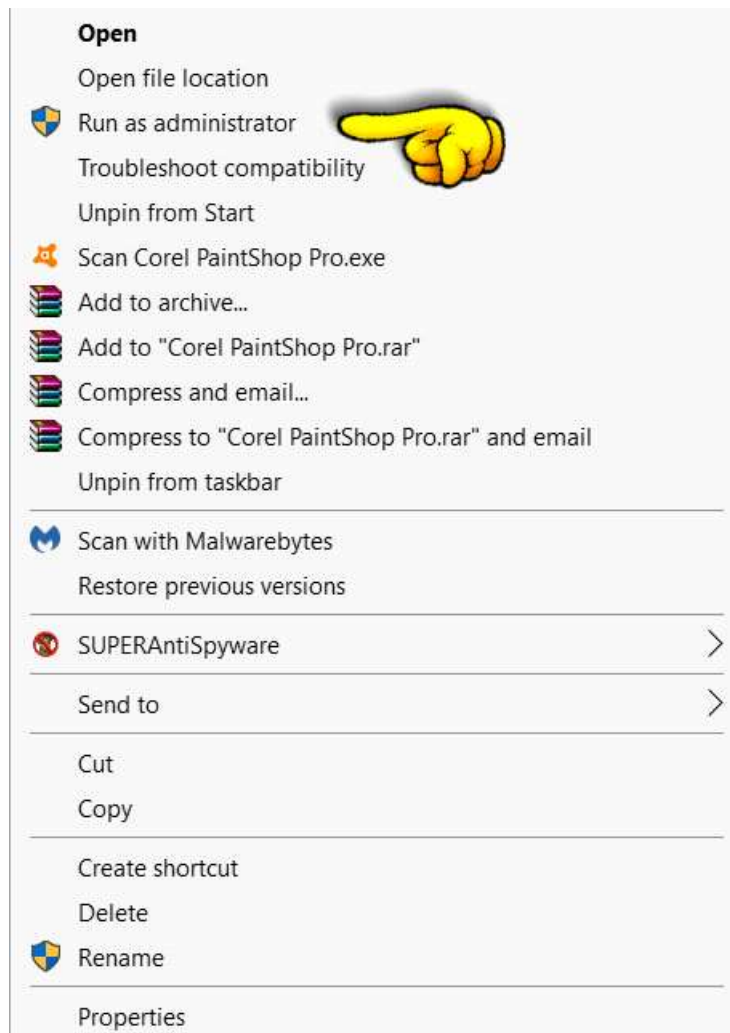 Open
Open file location
Run as administrator
Troubleshoot compatibility
Unpin from Start
Scan Corel PaintShop Pro.exe
Add to archive...
Add to "Corel PaintShop Pro.rar"
Compress and email...
Compress to "Corel PaintShop Pro.rar" and email
Unpin from taskbar
Scan with Malwarebytes
Restore previous versions
SUPERAntiSpyware
Send to
Cut
Copy
Create shortcut
Delete
Rename
Properties